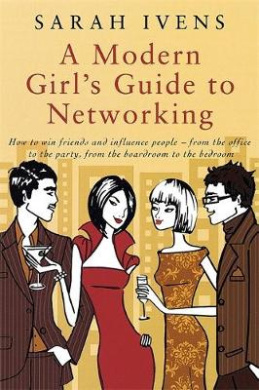 SARAH IVENS
A Modern
Girl's Guide to
Networking
How to win friends and influence people – from the office
to the party, from the boardroom to the bedroom